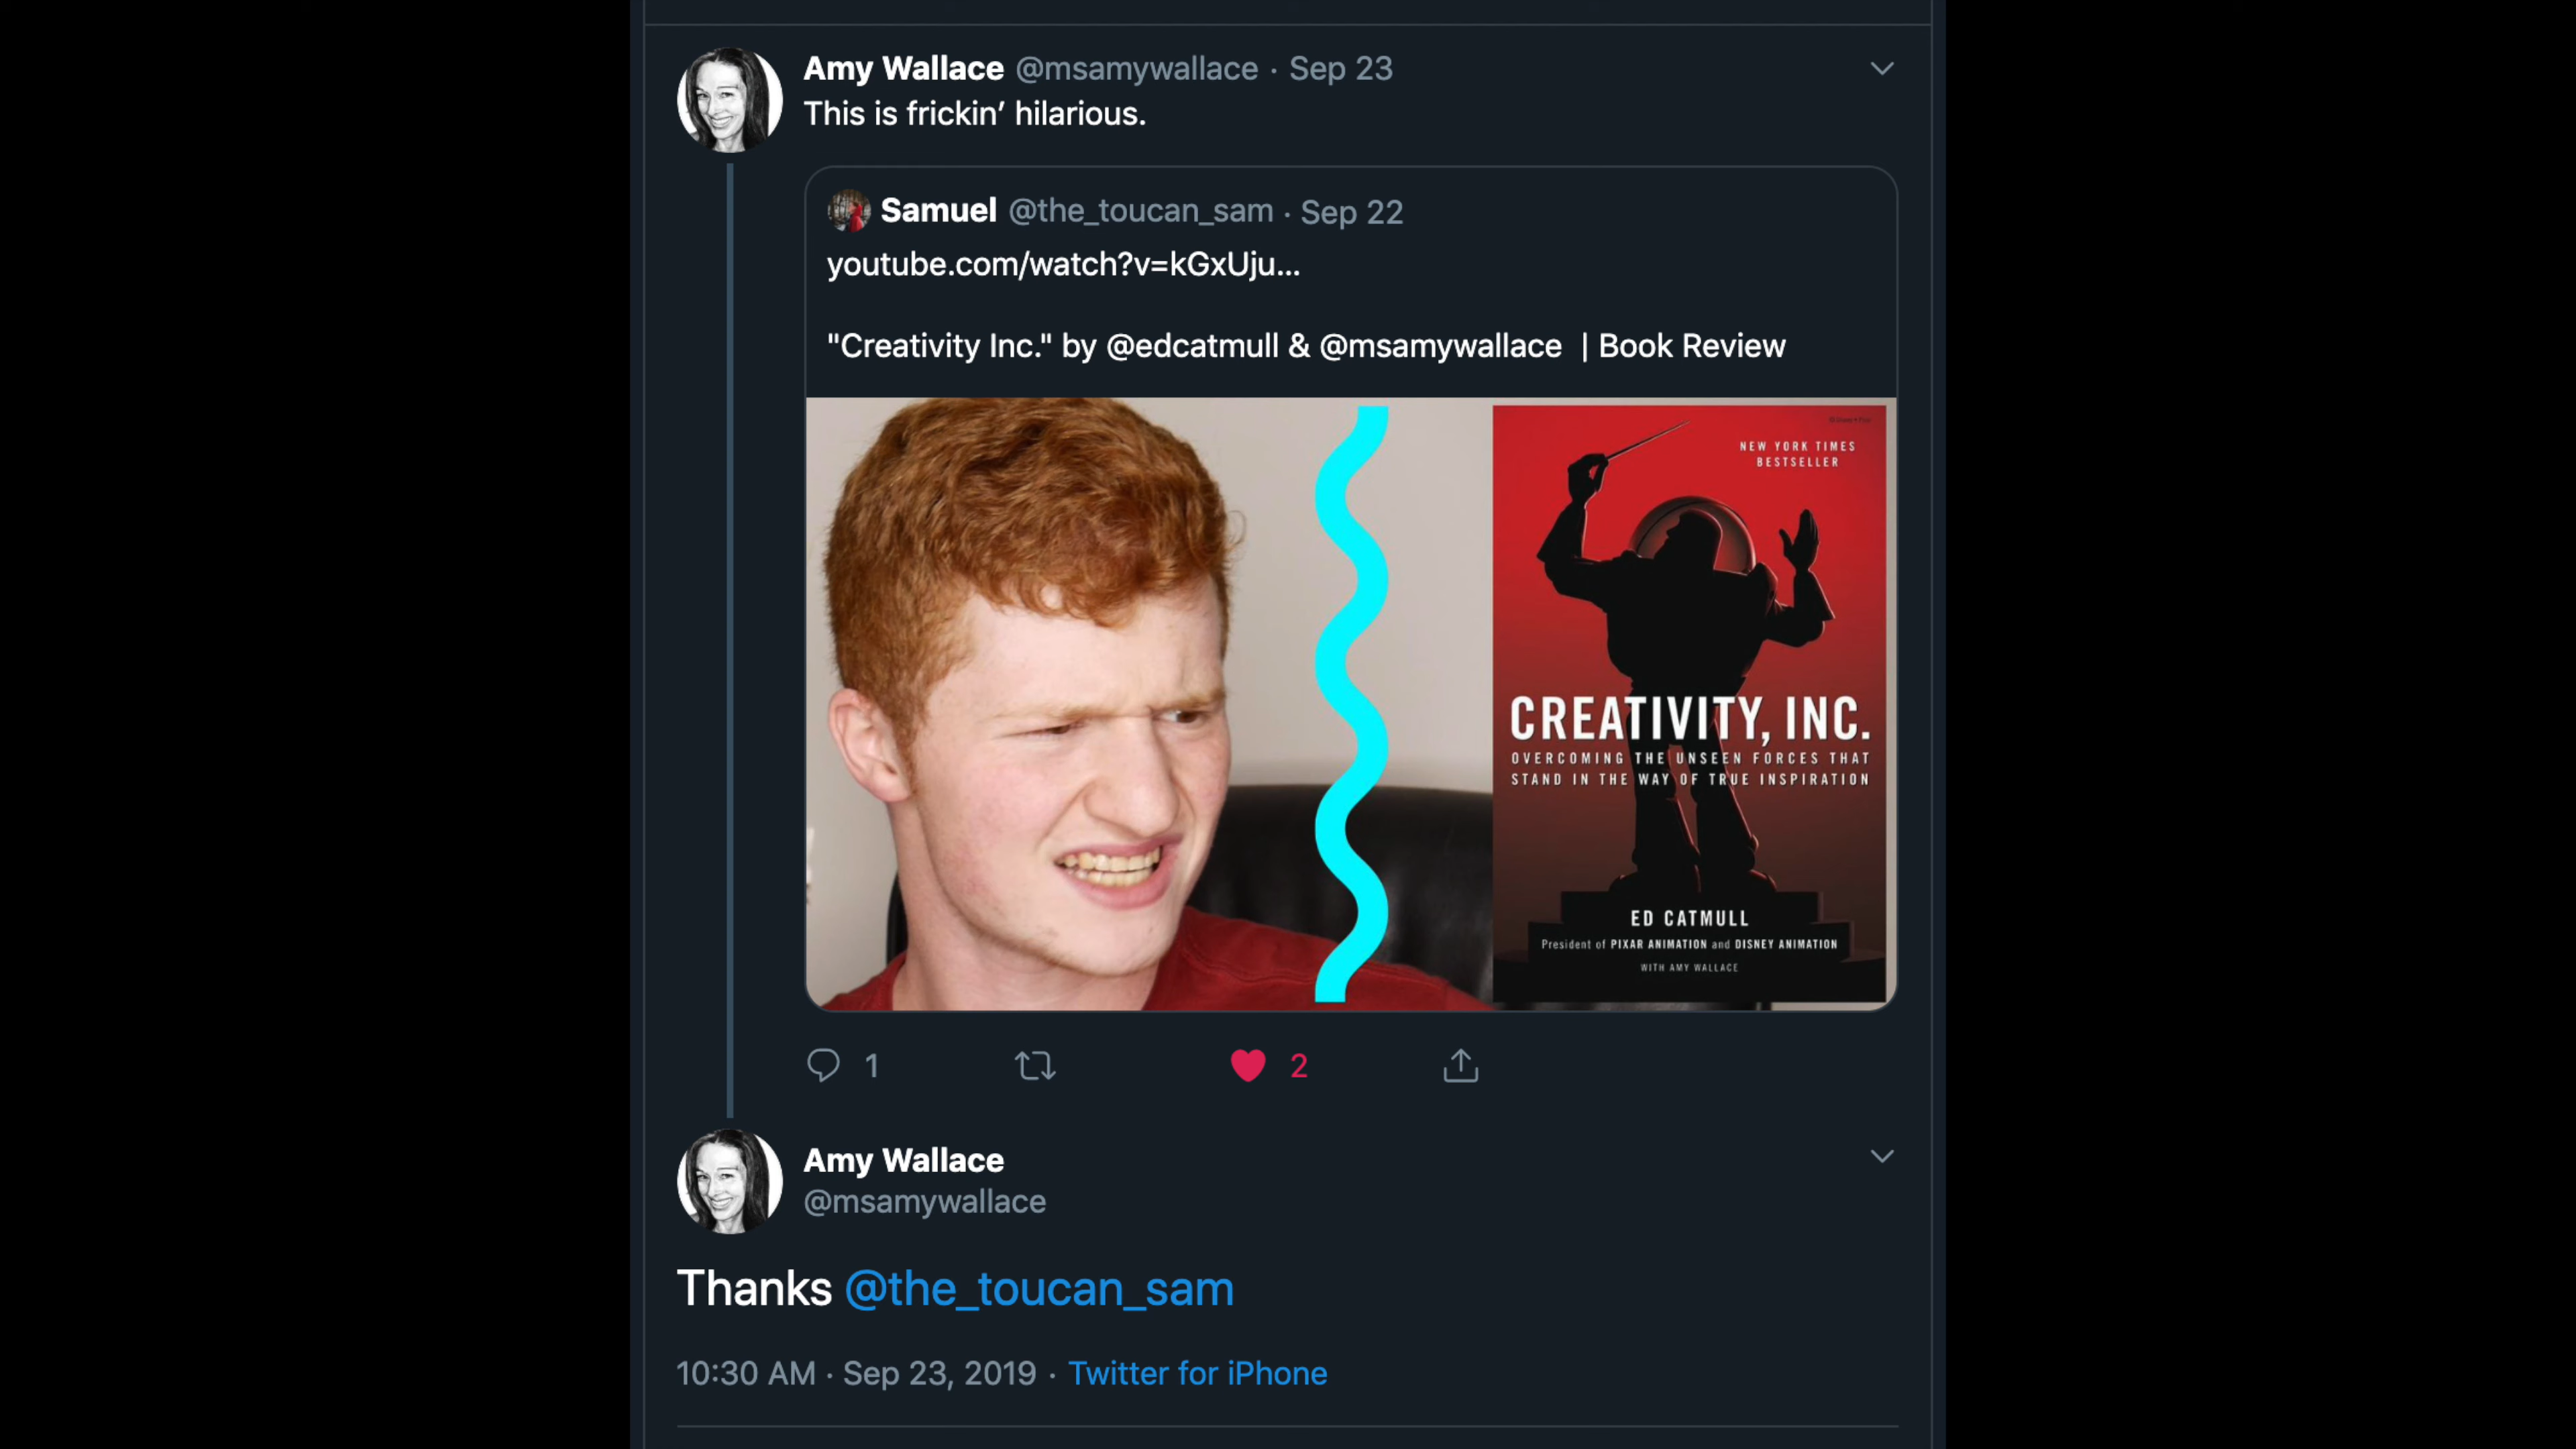 Amy Wallace @msamywallace · Sep 23
This is frickin’ hilarious.
Samuel @the_toucan_sam · Sep 22
youtube.com/watch?v=kGxUju...
"Creativity Inc." by @edcatmull & @msamywallace | Book Review
NEW YORK TIMES
BESTSELLER
CREATIVITY, INC.
OVERCOMING THE UNSEEN FORCES THAT
STAND IN THE WAY OF TRUE INSPIRATION
ED CATMULL
President of PIXAR ANIMATION and DISNEY ANIMATION
WITH AMY WALLACE
1
2
Amy Wallace
@msamywallace
Thanks @the_toucan_sam
10:30 AM · Sep 23, 2019 · Twitter for iPhone